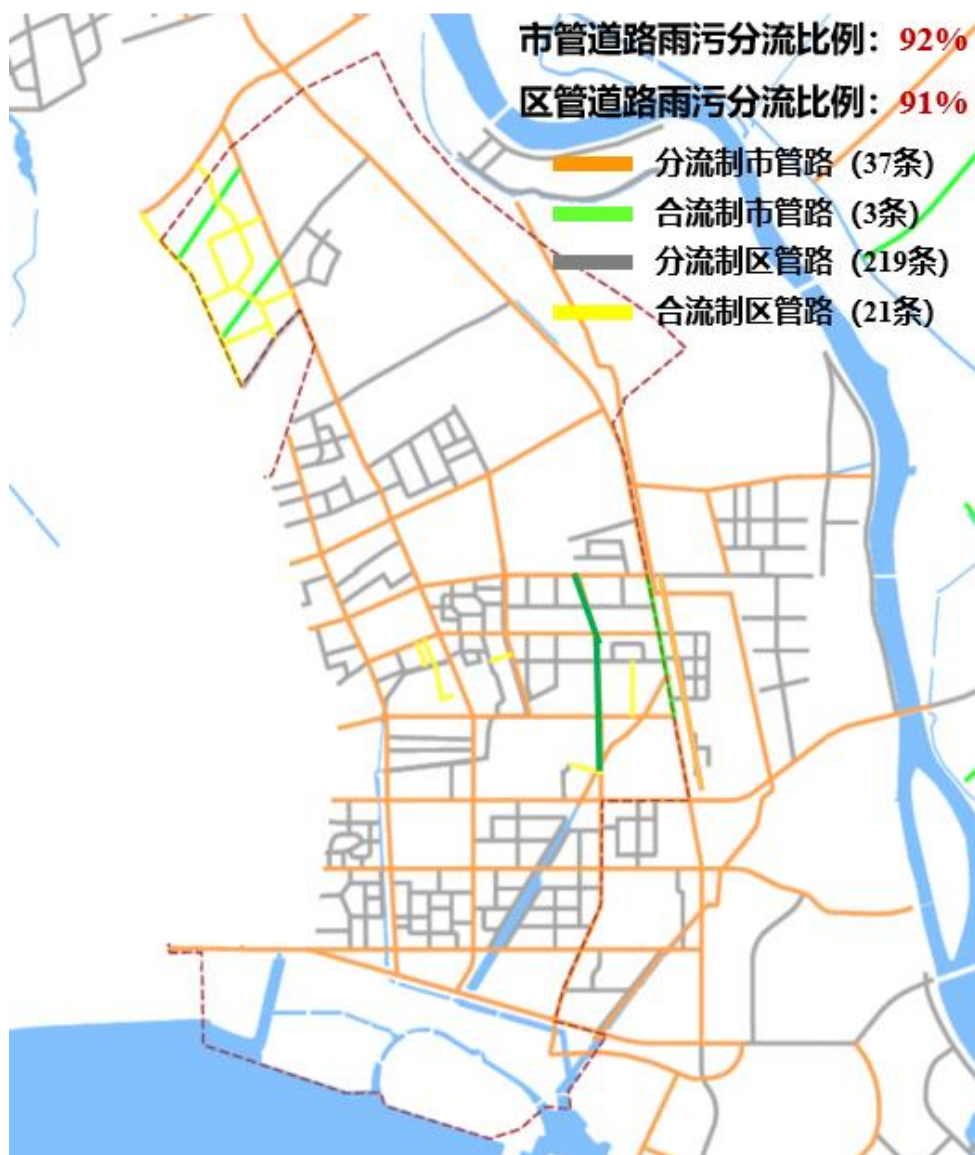 市管道路雨污分流比例：92%
区管道路雨污分流比例：91%
分流制市管路（37条）
合流制市管路（3条）
分流制区管路（219条）
合流制区管路（21条）